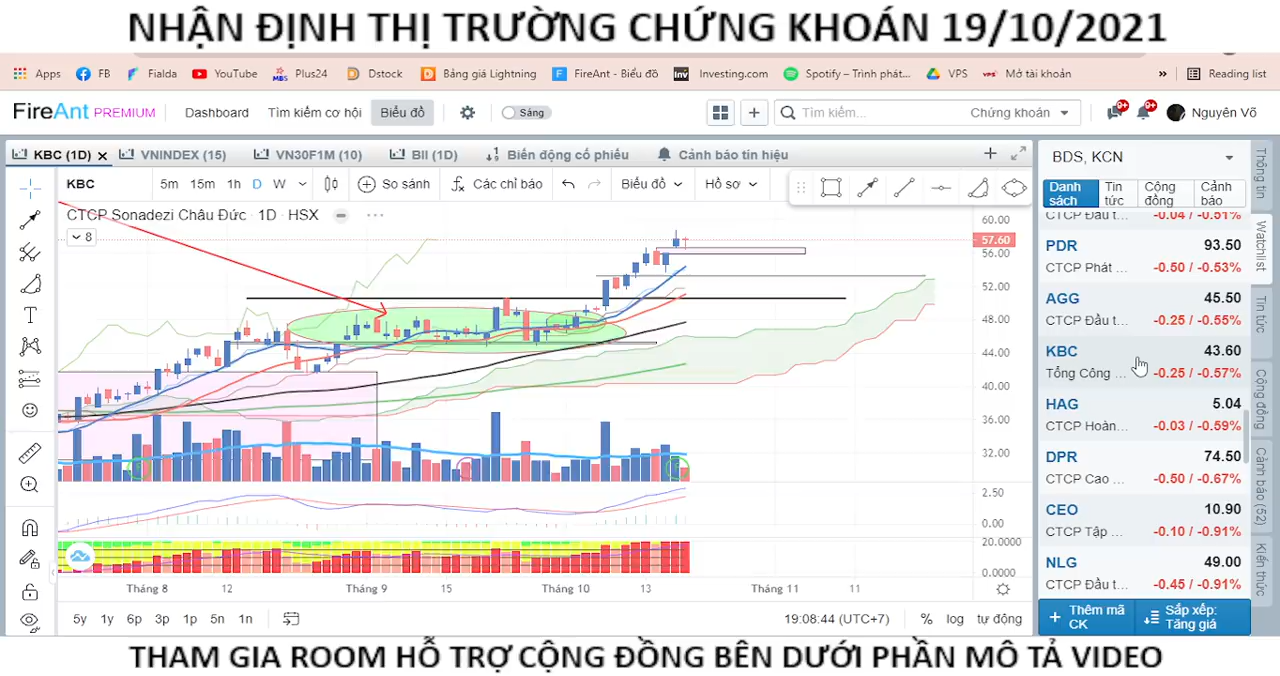 NHẬN ĐỊNH THỊ TRƯỜNG CHỨNG KHOÁN 19/10/2021
Apps FB Fialda YouTube Plus24 Dstock Bảng giá Lightning FireAnt - Biểu đồ Investing.com Spotify – Trình phát... VPS Mở tài khoản » Reading list
FireAnt PREMIUM Dashboard Tìm kiếm cơ hội Biểu đồ Sáng Tìm kiếm... Chứng khoán 9+ 9+ Nguyên Võ
KBC (1D) VNINDEX (15) VN30F1M (10) BII (1D) Biến động cổ phiếu Cảnh báo tín hiệu
KBC 5m 15m 1h D W So sánh Các chỉ báo Biểu đồ Hồ sơ
CTCP Sonadezi Châu Đức · 1D · HSX
8
60.00
57.60
56.00
52.00
48.00
44.00
40.00
36.00
32.00
2.50
0.00
20.0000
0.0000
Tháng 8 12 Tháng 9 15 Tháng 10 13 Tháng 11 11
5y 1y 6p 3p 1p 5n 1n 19:08:44 (UTC+7) % log tự động
BDS, KCN
Danh sách Tin tức Cộng đồng Cảnh báo
CTCP Đầu t... -0.04 / -0.51%
PDR 93.50
CTCP Phát ... -0.50 / -0.53%
AGG 45.50
CTCP Đầu t... -0.25 / -0.55%
KBC 43.60
Tổng Công ... -0.25 / -0.57%
HAG 5.04
CTCP Hoàn... -0.03 / -0.59%
DPR 74.50
CTCP Cao ... -0.50 / -0.67%
CEO 10.90
CTCP Tập ... -0.10 / -0.91%
NLG 49.00
CTCP Đầu t... -0.45 / -0.91%
Thêm mã CK Sắp xếp: Tăng giá
Thông tin
Watchlist
Tin tức
Cộng đồng
Cảnh báo (52)
Kiến thức
THAM GIA ROOM HỖ TRỢ CỘNG ĐỒNG BÊN DƯỚI PHẦN MÔ TẢ VIDEO